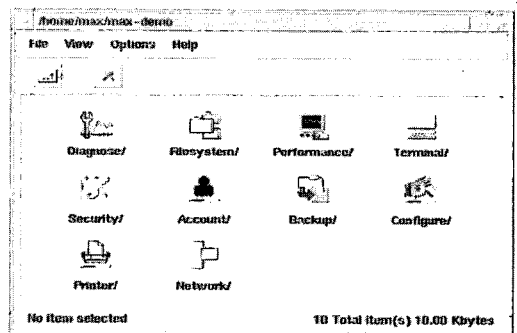 /home/max/max-demo
File View Options Help
Diagnose/ Filesystem/ Performance/ Terminal/
Security/ Account/ Backup/ Configure/
Printer/ Network/
No item selected 10 Total item(s) 10.00 Kbytes